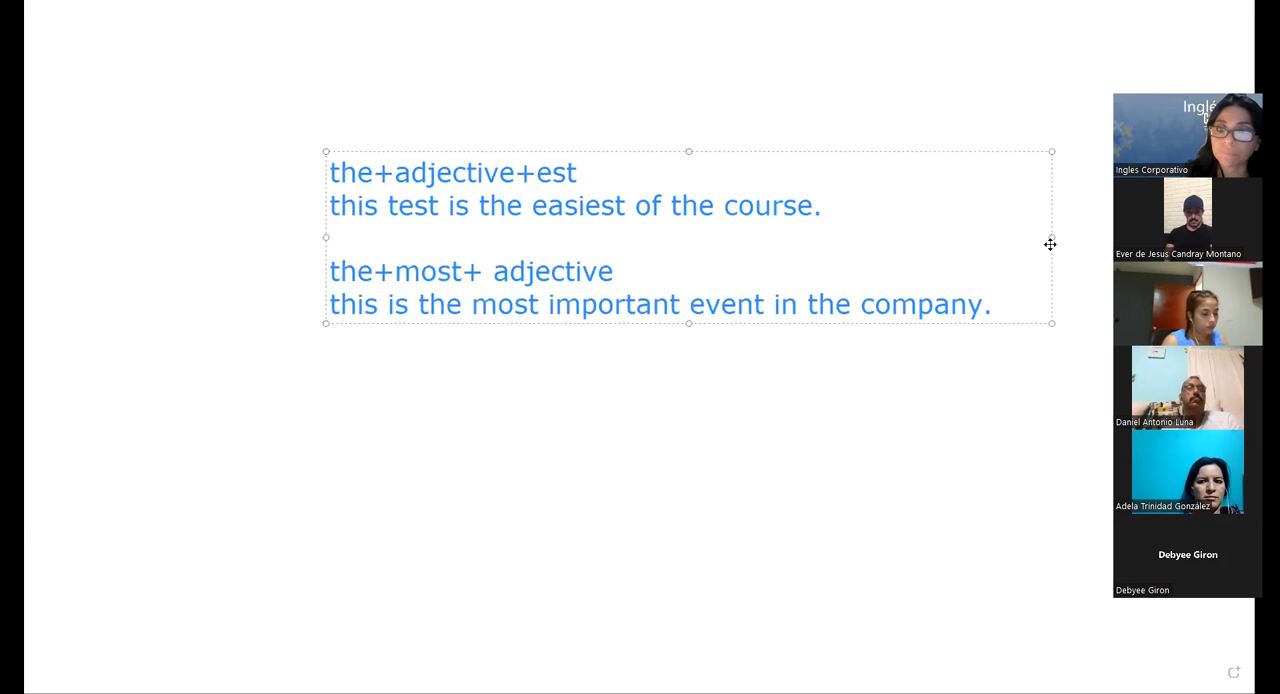 the+adjective+est
this test is the easiest of the course.
the+most+ adjective
this is the most important event in the company.
Ingles Corporativo
Ever de Jesus Candray Montano
Daniel Antonio Luna
Adela Trinidad González
Debyee Giron
Debyee Giron